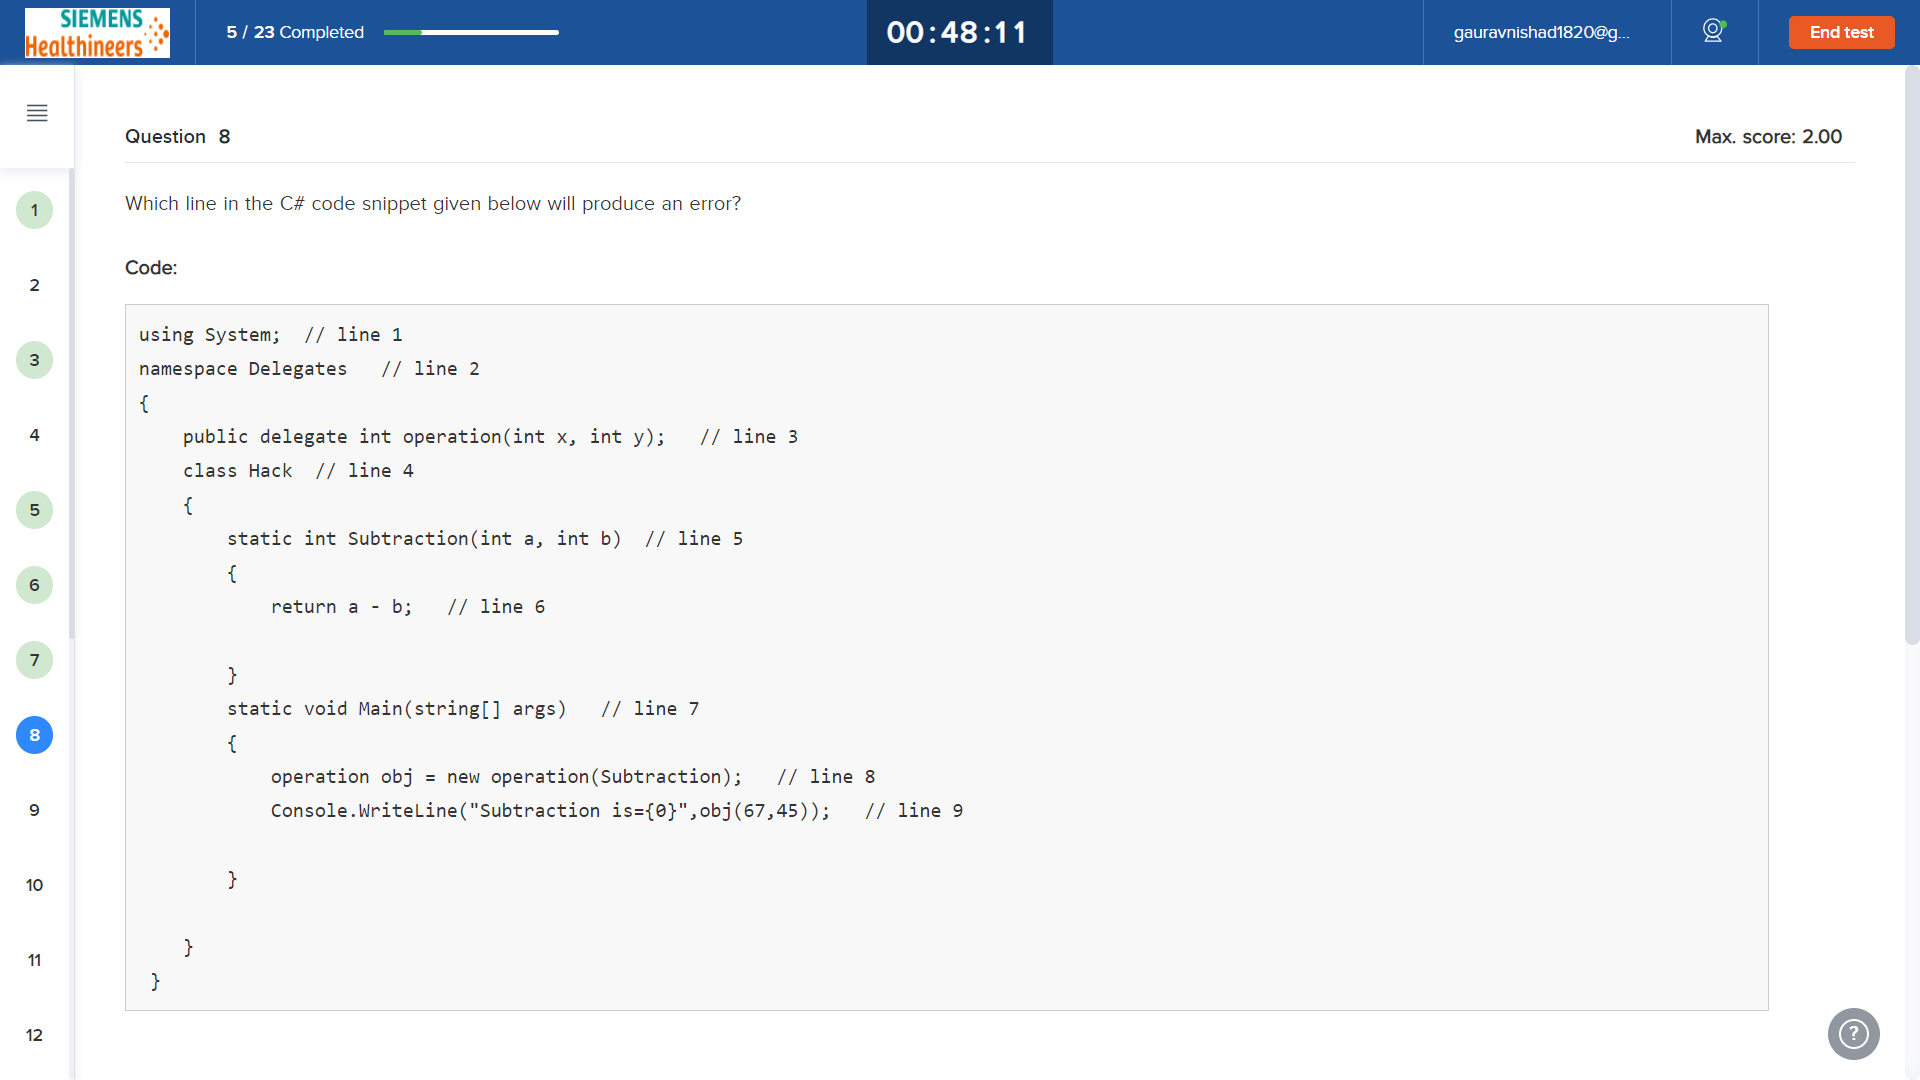 SIEMENS
Healthineers
5 / 23 Completed
00:48:11
gauravnishad1820@g...
End test
Question 8
Max. score: 2.00
Which line in the C# code snippet given below will produce an error?
Code:
using System;  // line 1
namespace Delegates   // line 2
{
    public delegate int operation(int x, int y);   // line 3
    class Hack  // line 4
    {
        static int Subtraction(int a, int b)  // line 5
        {
            return a - b;   // line 6
        }
        static void Main(string[] args)   // line 7
        {
            operation obj = new operation(Subtraction);   // line 8
            Console.WriteLine("Subtraction is={0}",obj(67,45));   // line 9
        }
    }
 }
1
2
3
4
5
6
7
8
9
10
11
12
?